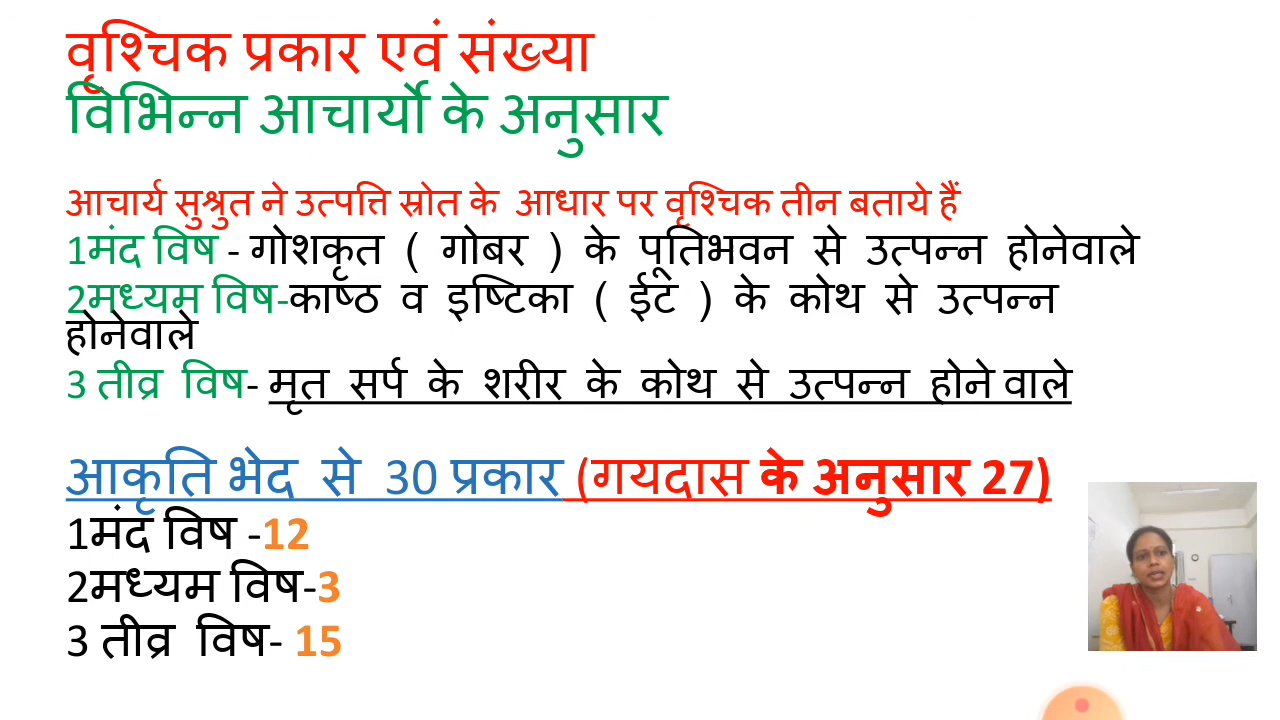 वृश्चिक प्रकार एवं संख्या
विभिन्न आचार्यो के अनुसार
आचार्य सुश्रुत ने उत्पत्ति स्रोत के आधार पर वृश्चिक तीन बताये हैं
1मंद विष - गोशकृत ( गोबर ) के पूतिभवन से उत्पन्न होनेवाले
2मध्यम विष-काष्ठ व इष्टिका ( ईटं ) के कोथ से उत्पन्न
होनेवाले
3 तीव्र विष- मृत सर्प के शरीर के कोथ से उत्पन्न होने वाले
आकृति भेद से 30 प्रकार (गयदास के अनुसार 27)
1मंद विष -12
2मध्यम विष-3
3 तीव्र विष- 15